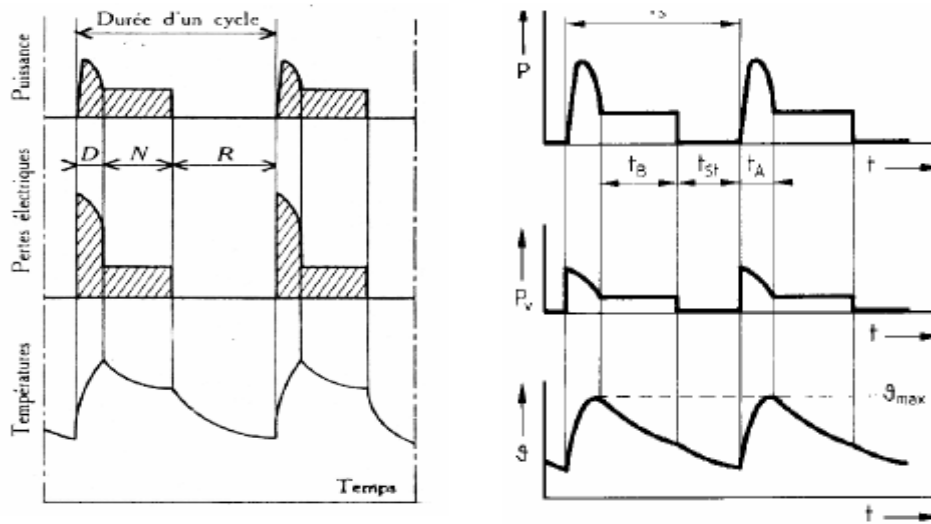 Durée d'un cycle
Puissance
D
N
R
Pertes électriques
Températures
Temps
P
t
t_B
t_St
t_A
P_v
t
ϑ_max
ϑ
t